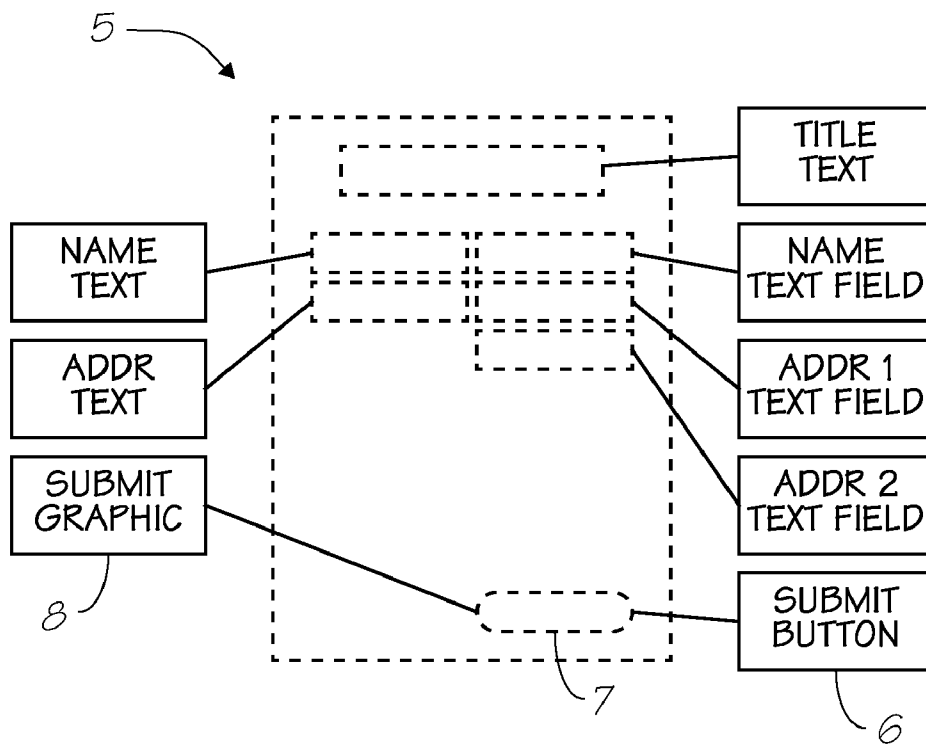 5
TITLE
TEXT
NAME
TEXT
NAME
TEXT FIELD
ADDR
TEXT
ADDR 1
TEXT FIELD
SUBMIT
GRAPHIC
ADDR 2
TEXT FIELD
8
SUBMIT
BUTTON
7
6